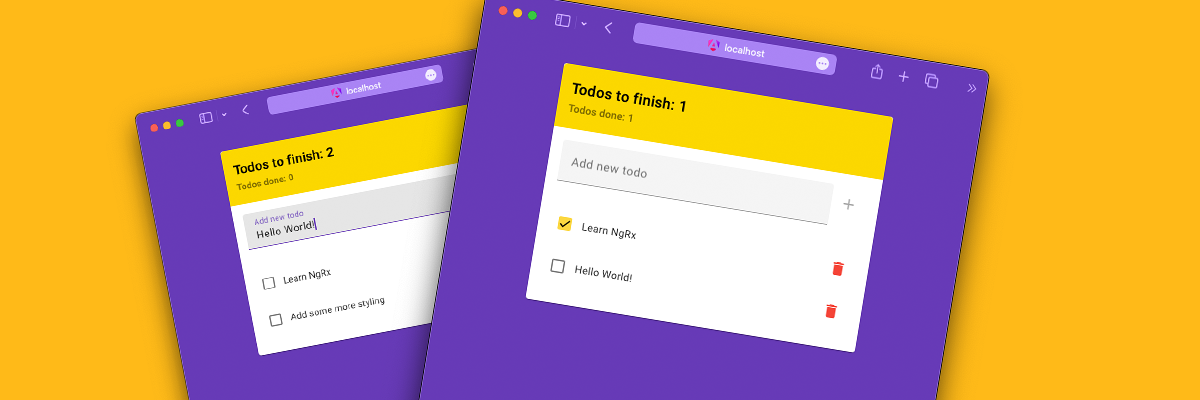 localhost
Todos to finish: 2
Todos done: 0
Add new todo
Hello World!
Learn NgRx
Add some more styling
localhost
Todos to finish: 1
Todos done: 1
Add new todo
Learn NgRx
Hello World!